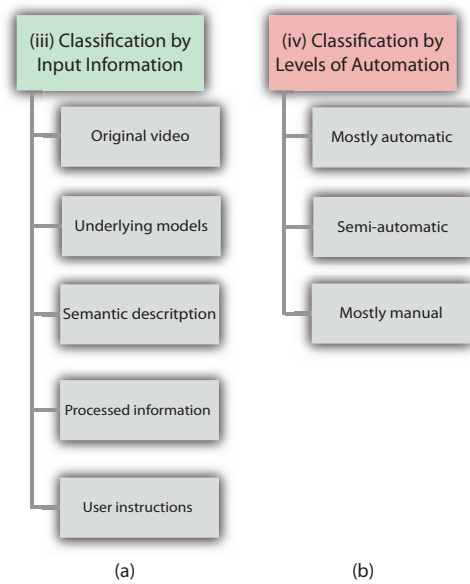 (iii) Classification by
Input Information
Original video
Underlying models
Semantic descritption
Processed information
User instructions
(a)
(iv) Classification by
Levels of Automation
Mostly automatic
Semi-automatic
Mostly manual
(b)